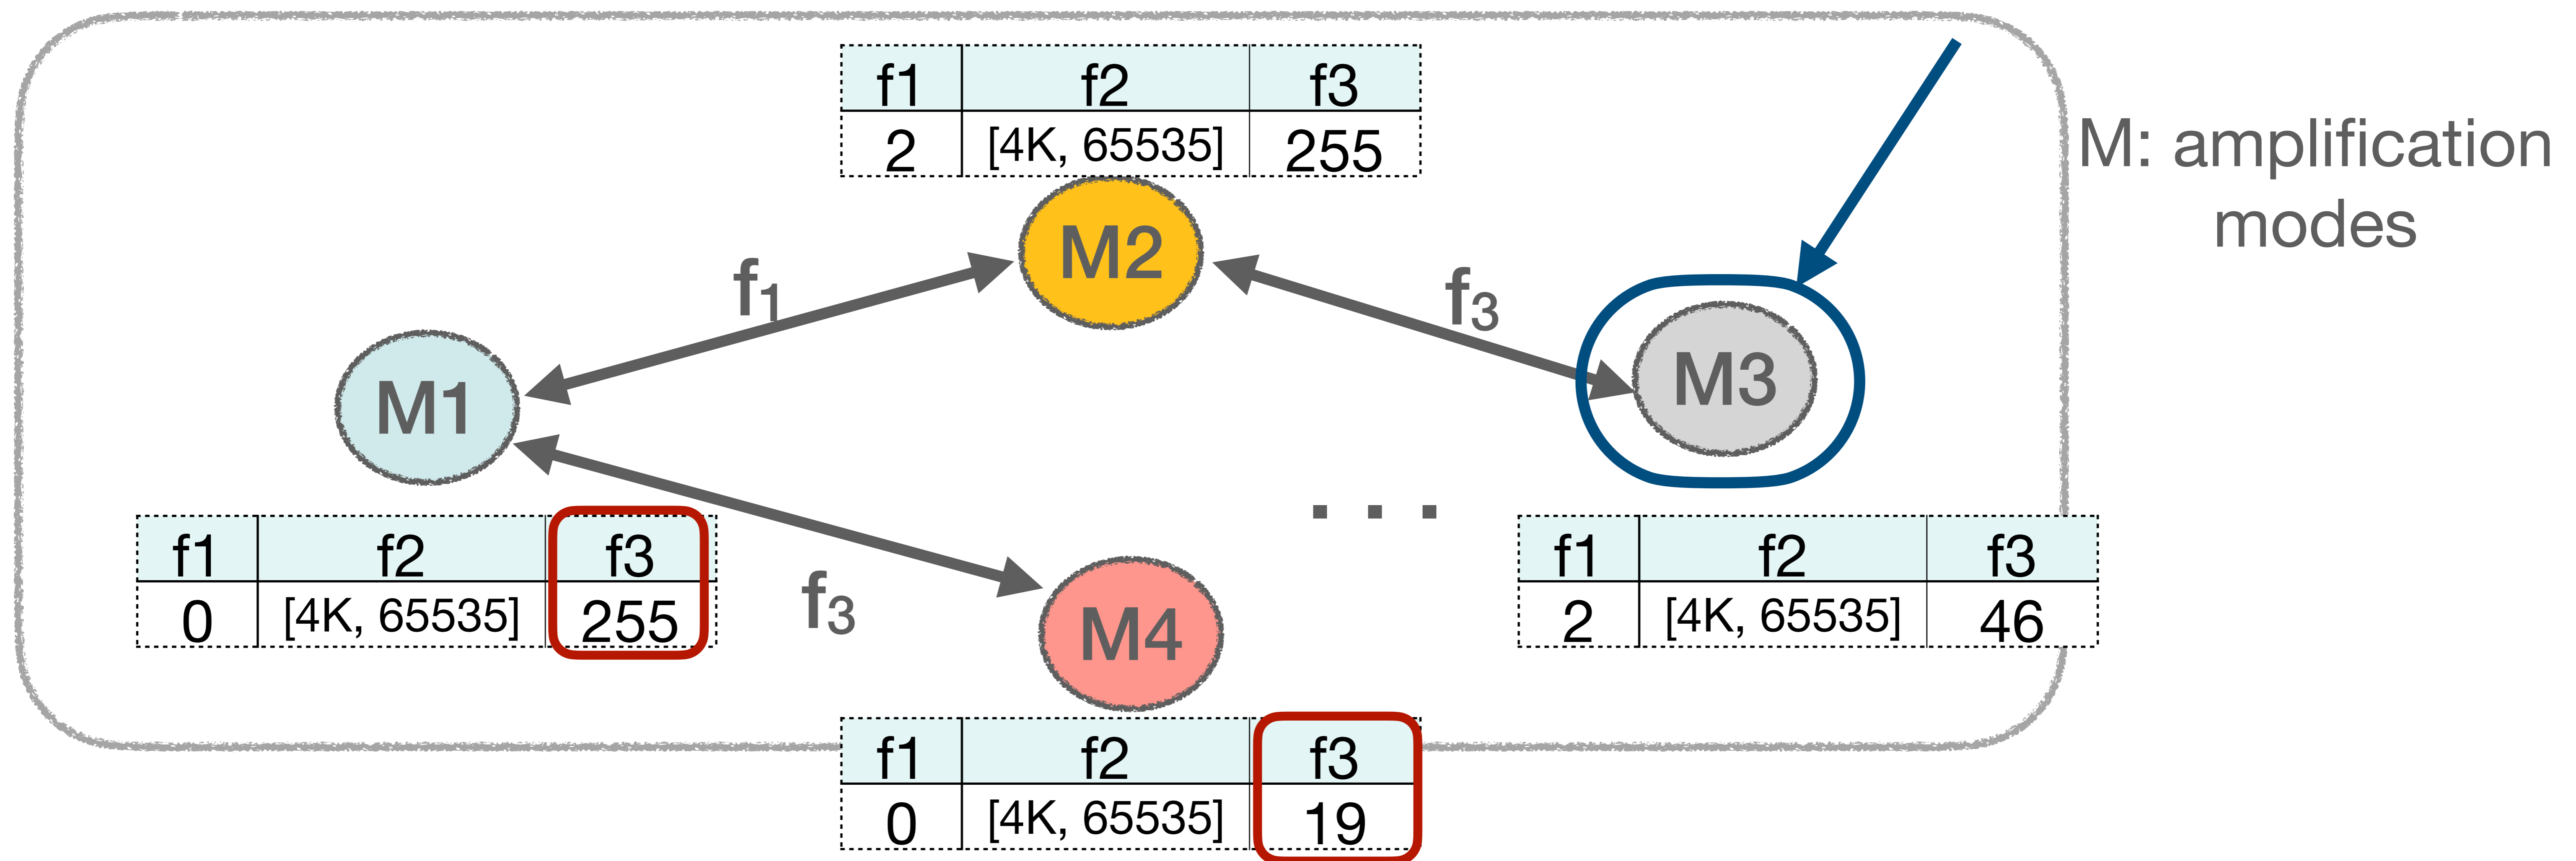 f1 f2 f3
2 [4K, 65535] 255
M: amplification
modes
M2
f₁
f₃
M1
M3
. . .
f1 f2 f3
0 [4K, 65535] 255
f1 f2 f3
2 [4K, 65535] 46
f₃
M4
f1 f2 f3
0 [4K, 65535] 19